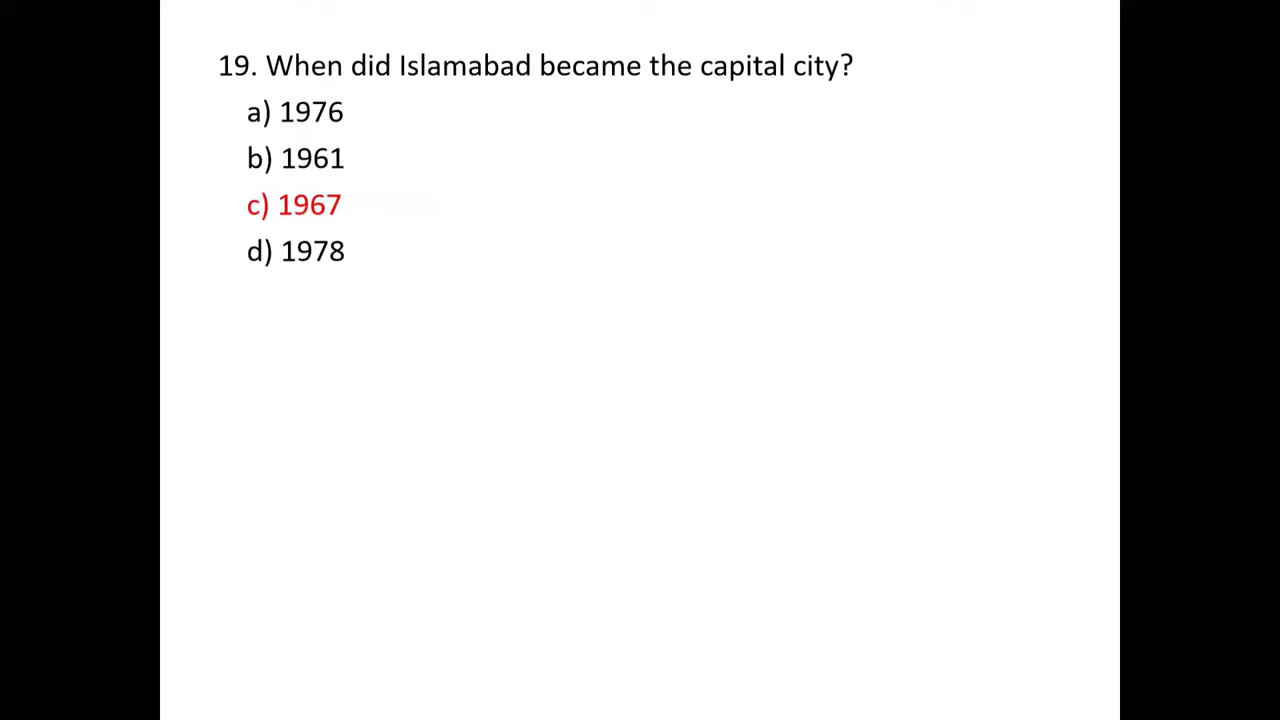 19. When did Islamabad became the capital city?
a) 1976
b) 1961
c) 1967
d) 1978